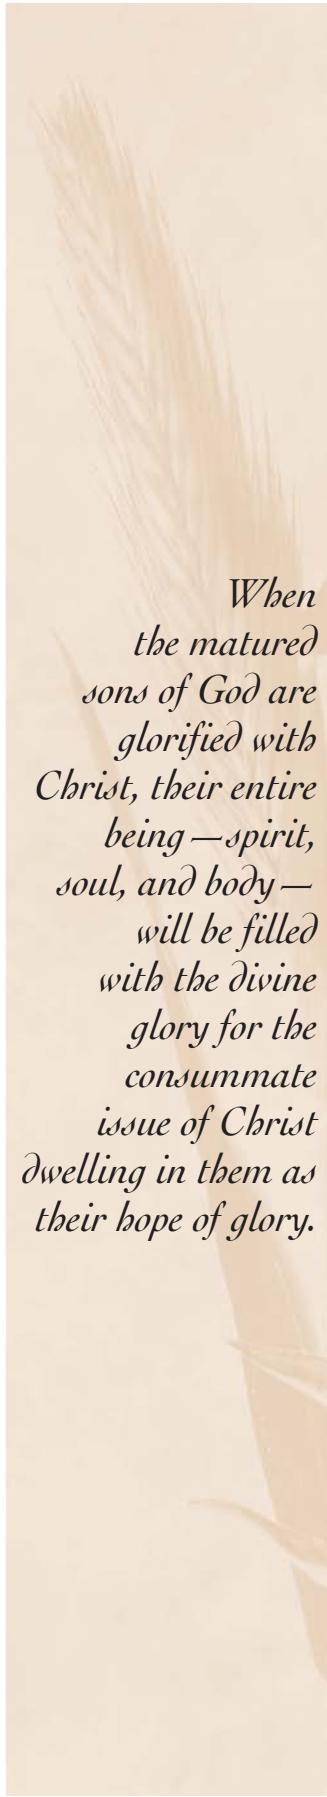 When
the matured
sons of God are
glorified with
Christ, their entire
being—spirit,
soul, and body—
will be filled
with the divine
glory for the
consummate
issue of Christ
dwelling in them as
their hope of glory.